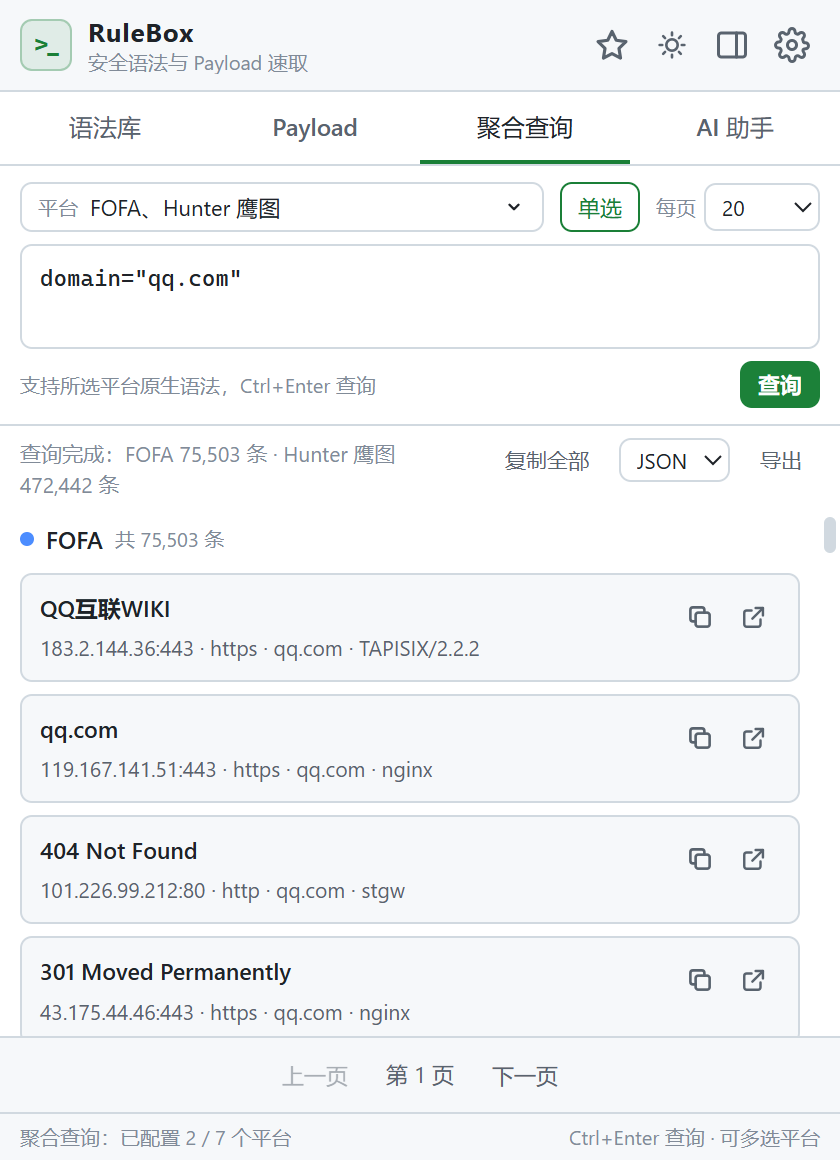 >_
RuleBox
安全语法与 Payload 速取
语法库 Payload 聚合查询 AI 助手
平台 FOFA、Hunter 鹰图 单选 每页 20
domain="qq.com"
支持所选平台原生语法，Ctrl+Enter 查询 查询
查询完成：FOFA 75,503 条 · Hunter 鹰图
472,442 条
复制全部 JSON 导出
FOFA 共 75,503 条
QQ互联WIKI
183.2.144.36:443 · https · qq.com · TAPISIX/2.2.2
qq.com
119.167.141.51:443 · https · qq.com · nginx
404 Not Found
101.226.99.212:80 · http · qq.com · stgw
301 Moved Permanently
43.175.44.46:443 · https · qq.com · nginx
上一页 第 1 页 下一页
聚合查询：已配置 2 / 7 个平台 Ctrl+Enter 查询 · 可多选平台